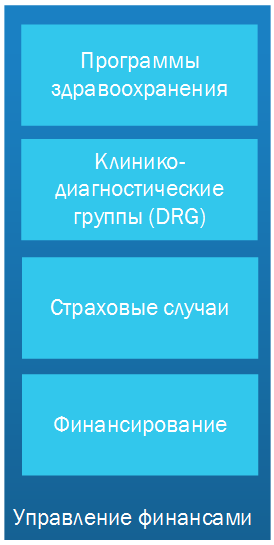 Программы
здравоохранения
Клинико-
диагностические
группы (DRG)
Страховые случаи
Финансирование
Управление финансами